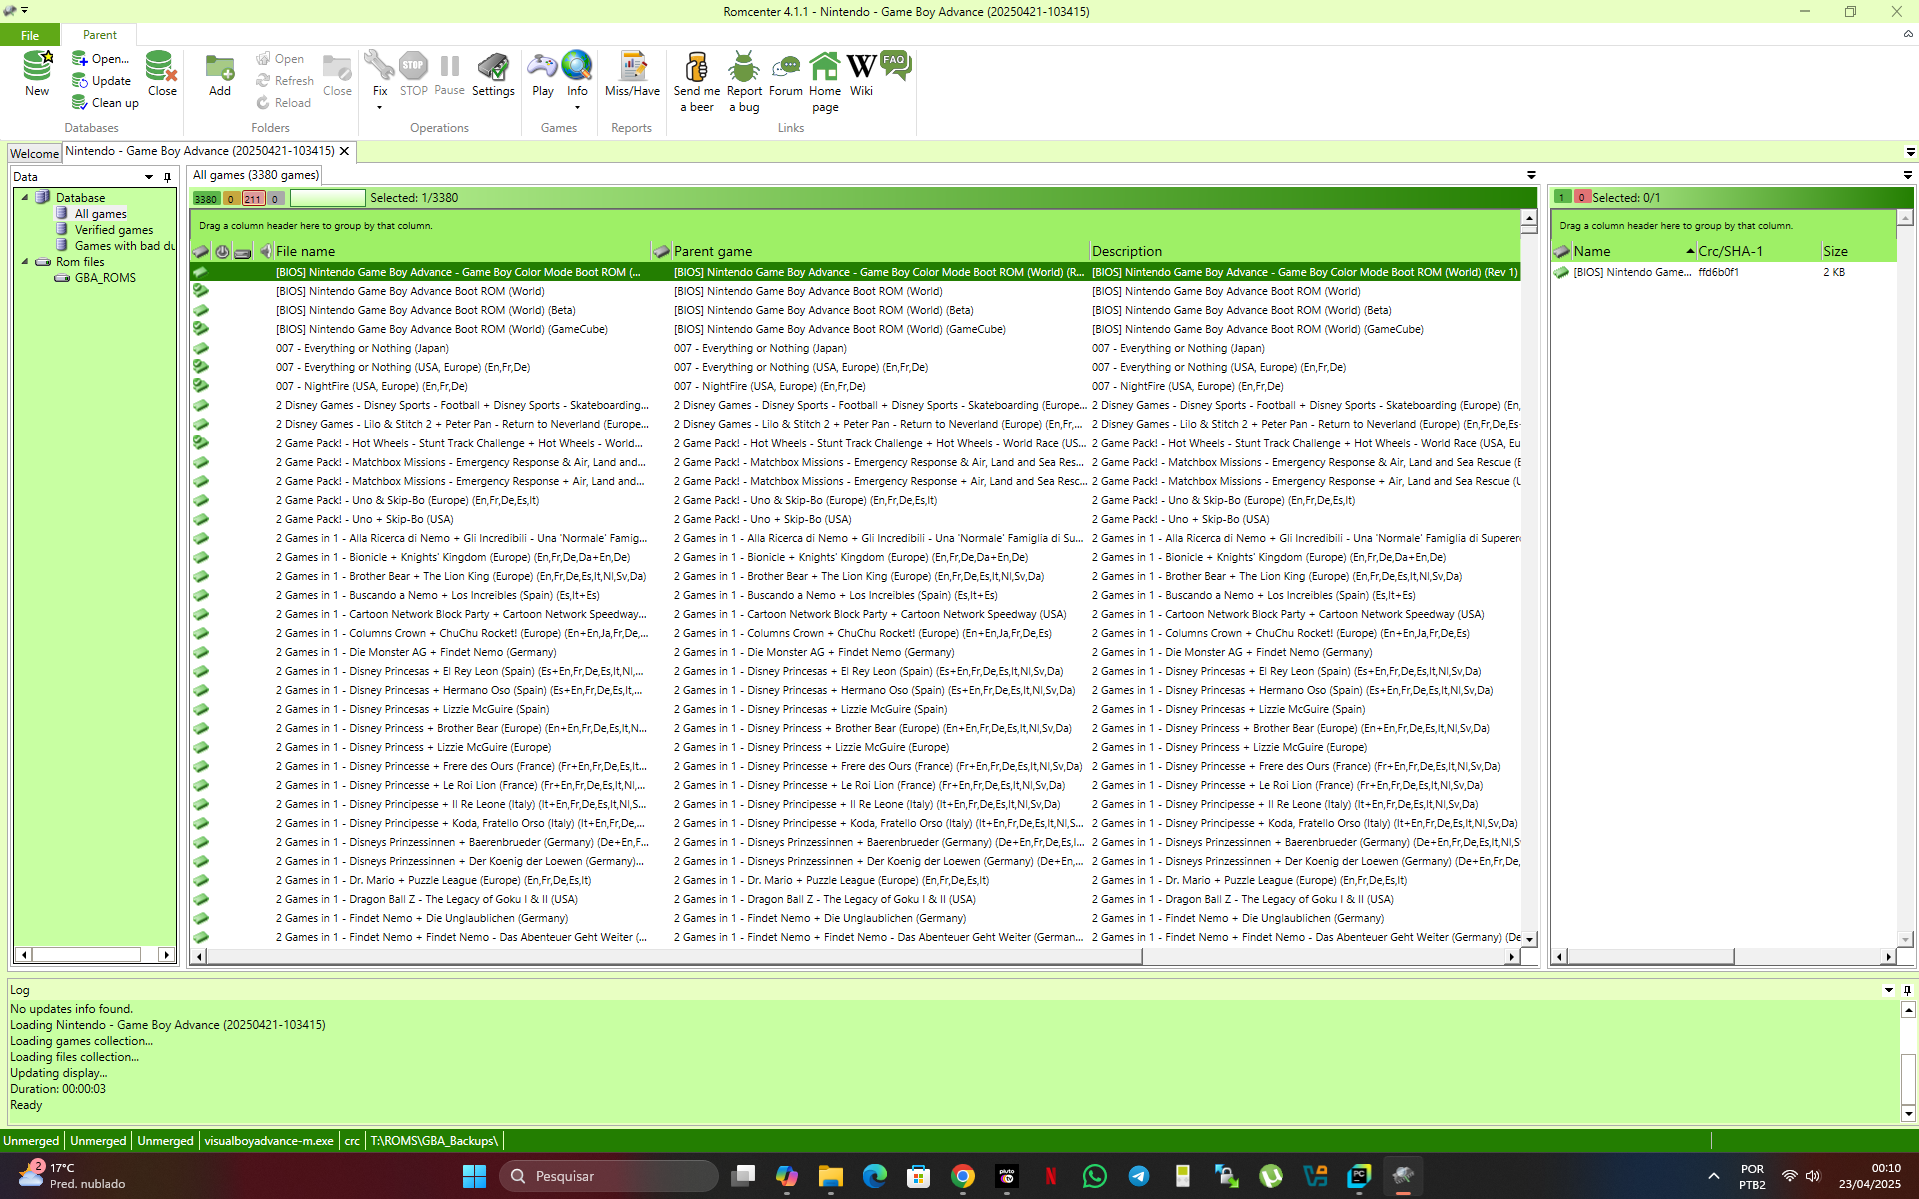 Romcenter 4.1.1 - Nintendo - Game Boy Advance (20250421-103415)
File
Parent
New
Open...
Update
Clean up
Close
Databases
Add
Open
Refresh
Reload
Close
Folders
Fix
STOP
STOP
Pause
Settings
Operations
Play
Info
Games
Miss/Have
Reports
Send me a beer
Report a bug
Forum
Home page
W
Wiki
FAQ
Links
Welcome
Nintendo - Game Boy Advance (20250421-103415)
Data
Database
All games
Verified games
Games with bad du
Rom files
GBA_ROMS
All games (3380 games)
3380 0 211 0 Selected: 1/3380
Drag a column header here to group by that column.
File name Parent game Description
[BIOS] Nintendo Game Boy Advance - Game Boy Color Mode Boot ROM (... [BIOS] Nintendo Game Boy Advance - Game Boy Color Mode Boot ROM (World) (R... [BIOS] Nintendo Game Boy Advance - Game Boy Color Mode Boot ROM (World) (Rev 1)
[BIOS] Nintendo Game Boy Advance Boot ROM (World) [BIOS] Nintendo Game Boy Advance Boot ROM (World) [BIOS] Nintendo Game Boy Advance Boot ROM (World)
[BIOS] Nintendo Game Boy Advance Boot ROM (World) (Beta) [BIOS] Nintendo Game Boy Advance Boot ROM (World) (Beta) [BIOS] Nintendo Game Boy Advance Boot ROM (World) (Beta)
[BIOS] Nintendo Game Boy Advance Boot ROM (World) (GameCube) [BIOS] Nintendo Game Boy Advance Boot ROM (World) (GameCube) [BIOS] Nintendo Game Boy Advance Boot ROM (World) (GameCube)
007 - Everything or Nothing (Japan) 007 - Everything or Nothing (Japan) 007 - Everything or Nothing (Japan)
007 - Everything or Nothing (USA, Europe) (En,Fr,De) 007 - Everything or Nothing (USA, Europe) (En,Fr,De) 007 - Everything or Nothing (USA, Europe) (En,Fr,De)
007 - NightFire (USA, Europe) (En,Fr,De) 007 - NightFire (USA, Europe) (En,Fr,De) 007 - NightFire (USA, Europe) (En,Fr,De)
2 Disney Games - Disney Sports - Football + Disney Sports - Skateboarding... 2 Disney Games - Disney Sports - Football + Disney Sports - Skateboarding (Europe... 2 Disney Games - Disney Sports - Football + Disney Sports - Skateboarding (Europe) (En,
2 Disney Games - Lilo & Stitch 2 + Peter Pan - Return to Neverland (Europe... 2 Disney Games - Lilo & Stitch 2 + Peter Pan - Return to Neverland (Europe) (En,Fr,... 2 Disney Games - Lilo & Stitch 2 + Peter Pan - Return to Neverland (Europe) (En,Fr,De,Es-
2 Game Pack! - Hot Wheels - Stunt Track Challenge + Hot Wheels - World... 2 Game Pack! - Hot Wheels - Stunt Track Challenge + Hot Wheels - World Race (US... 2 Game Pack! - Hot Wheels - Stunt Track Challenge + Hot Wheels - World Race (USA, Eu
2 Game Pack! - Matchbox Missions - Emergency Response & Air, Land and... 2 Game Pack! - Matchbox Missions - Emergency Response & Air, Land and Sea Res... 2 Game Pack! - Matchbox Missions - Emergency Response & Air, Land and Sea Rescue (E
2 Game Pack! - Matchbox Missions - Emergency Response + Air, Land and... 2 Game Pack! - Matchbox Missions - Emergency Response + Air, Land and Sea Resc... 2 Game Pack! - Matchbox Missions - Emergency Response + Air, Land and Sea Rescue (U
2 Game Pack! - Uno & Skip-Bo (Europe) (En,Fr,De,Es,It) 2 Game Pack! - Uno & Skip-Bo (Europe) (En,Fr,De,Es,It) 2 Game Pack! - Uno & Skip-Bo (Europe) (En,Fr,De,Es,It)
2 Game Pack! - Uno + Skip-Bo (USA) 2 Game Pack! - Uno + Skip-Bo (USA) 2 Game Pack! - Uno + Skip-Bo (USA)
2 Games in 1 - Alla Ricerca di Nemo + Gli Incredibili - Una 'Normale' Famig... 2 Games in 1 - Alla Ricerca di Nemo + Gli Incredibili - Una 'Normale' Famiglia di Su... 2 Games in 1 - Alla Ricerca di Nemo + Gli Incredibili - Una 'Normale' Famiglia di Superer
2 Games in 1 - Bionicle + Knights' Kingdom (Europe) (En,Fr,De,Da+En,De) 2 Games in 1 - Bionicle + Knights' Kingdom (Europe) (En,Fr,De,Da+En,De) 2 Games in 1 - Bionicle + Knights' Kingdom (Europe) (En,Fr,De,Da+En,De)
2 Games in 1 - Brother Bear + The Lion King (Europe) (En,Fr,De,Es,It,Nl,Sv,Da) 2 Games in 1 - Brother Bear + The Lion King (Europe) (En,Fr,De,Es,It,Nl,Sv,Da) 2 Games in 1 - Brother Bear + The Lion King (Europe) (En,Fr,De,Es,It,Nl,Sv,Da)
2 Games in 1 - Buscando a Nemo + Los Increibles (Spain) (Es,It+Es) 2 Games in 1 - Buscando a Nemo + Los Increibles (Spain) (Es,It+Es) 2 Games in 1 - Buscando a Nemo + Los Increibles (Spain) (Es,It+Es)
2 Games in 1 - Cartoon Network Block Party + Cartoon Network Speedway... 2 Games in 1 - Cartoon Network Block Party + Cartoon Network Speedway (USA) 2 Games in 1 - Cartoon Network Block Party + Cartoon Network Speedway (USA)
2 Games in 1 - Columns Crown + ChuChu Rocket! (Europe) (En+En,Ja,Fr,De,... 2 Games in 1 - Columns Crown + ChuChu Rocket! (Europe) (En+En,Ja,Fr,De,Es) 2 Games in 1 - Columns Crown + ChuChu Rocket! (Europe) (En+En,Ja,Fr,De,Es)
2 Games in 1 - Die Monster AG + Findet Nemo (Germany) 2 Games in 1 - Die Monster AG + Findet Nemo (Germany) 2 Games in 1 - Die Monster AG + Findet Nemo (Germany)
2 Games in 1 - Disney Princesas + El Rey Leon (Spain) (Es+En,Fr,De,Es,It,Nl,... 2 Games in 1 - Disney Princesas + El Rey Leon (Spain) (Es+En,Fr,De,Es,It,Nl,Sv,Da) 2 Games in 1 - Disney Princesas + El Rey Leon (Spain) (Es+En,Fr,De,Es,It,Nl,Sv,Da)
2 Games in 1 - Disney Princesas + Hermano Oso (Spain) (Es+En,Fr,De,Es,It,... 2 Games in 1 - Disney Princesas + Hermano Oso (Spain) (Es+En,Fr,De,Es,It,Nl,Sv,Da) 2 Games in 1 - Disney Princesas + Hermano Oso (Spain) (Es+En,Fr,De,Es,It,Nl,Sv,Da)
2 Games in 1 - Disney Princesas + Lizzie McGuire (Spain) 2 Games in 1 - Disney Princesas + Lizzie McGuire (Spain) 2 Games in 1 - Disney Princesas + Lizzie McGuire (Spain)
2 Games in 1 - Disney Princess + Brother Bear (Europe) (En+En,Fr,De,Es,It,N... 2 Games in 1 - Disney Princess + Brother Bear (Europe) (En+En,Fr,De,Es,It,Nl,Sv,Da) 2 Games in 1 - Disney Princess + Brother Bear (Europe) (En+En,Fr,De,Es,It,Nl,Sv,Da)
2 Games in 1 - Disney Princess + Lizzie McGuire (Europe) 2 Games in 1 - Disney Princess + Lizzie McGuire (Europe) 2 Games in 1 - Disney Princess + Lizzie McGuire (Europe)
2 Games in 1 - Disney Princesse + Frere des Ours (France) (Fr+En,Fr,De,Es,It... 2 Games in 1 - Disney Princesse + Frere des Ours (France) (Fr+En,Fr,De,Es,It,Nl,Sv,Da) 2 Games in 1 - Disney Princesse + Frere des Ours (France) (Fr+En,Fr,De,Es,It,Nl,Sv,Da)
2 Games in 1 - Disney Princesse + Le Roi Lion (France) (Fr+En,Fr,De,Es,It,Nl,... 2 Games in 1 - Disney Princesse + Le Roi Lion (France) (Fr+En,Fr,De,Es,It,Nl,Sv,Da) 2 Games in 1 - Disney Princesse + Le Roi Lion (France) (Fr+En,Fr,De,Es,It,Nl,Sv,Da)
2 Games in 1 - Disney Principesse + Il Re Leone (Italy) (It+En,Fr,De,Es,It,Nl,S... 2 Games in 1 - Disney Principesse + Il Re Leone (Italy) (It+En,Fr,De,Es,It,Nl,Sv,Da) 2 Games in 1 - Disney Principesse + Il Re Leone (Italy) (It+En,Fr,De,Es,It,Nl,Sv,Da)
2 Games in 1 - Disney Principesse + Koda, Fratello Orso (Italy) (It+En,Fr,De,... 2 Games in 1 - Disney Principesse + Koda, Fratello Orso (Italy) (It+En,Fr,De,Es,It,Nl,S... 2 Games in 1 - Disney Principesse + Koda, Fratello Orso (Italy) (It+En,Fr,De,Es,It,Nl,Sv,Da)
2 Games in 1 - Disneys Prinzessinnen + Baerenbrueder (Germany) (De+En,F... 2 Games in 1 - Disneys Prinzessinnen + Baerenbrueder (Germany) (De+En,Fr,De,Es,I... 2 Games in 1 - Disneys Prinzessinnen + Baerenbrueder (Germany) (De+En,Fr,De,Es,It,Nl,S
2 Games in 1 - Disneys Prinzessinnen + Der Koenig der Loewen (Germany)... 2 Games in 1 - Disneys Prinzessinnen + Der Koenig der Loewen (Germany) (De+En,... 2 Games in 1 - Disneys Prinzessinnen + Der Koenig der Loewen (Germany) (De+En,Fr,De,
2 Games in 1 - Dr. Mario + Puzzle League (Europe) (En,Fr,De,Es,It) 2 Games in 1 - Dr. Mario + Puzzle League (Europe) (En,Fr,De,Es,It) 2 Games in 1 - Dr. Mario + Puzzle League (Europe) (En,Fr,De,Es,It)
2 Games in 1 - Dragon Ball Z - The Legacy of Goku I & II (USA) 2 Games in 1 - Dragon Ball Z - The Legacy of Goku I & II (USA) 2 Games in 1 - Dragon Ball Z - The Legacy of Goku I & II (USA)
2 Games in 1 - Findet Nemo + Die Unglaublichen (Germany) 2 Games in 1 - Findet Nemo + Die Unglaublichen (Germany) 2 Games in 1 - Findet Nemo + Die Unglaublichen (Germany)
2 Games in 1 - Findet Nemo + Findet Nemo - Das Abenteuer Geht Weiter (... 2 Games in 1 - Findet Nemo + Findet Nemo - Das Abenteuer Geht Weiter (German... 2 Games in 1 - Findet Nemo + Findet Nemo - Das Abenteuer Geht Weiter (Germany) (De
1 0 Selected: 0/1
Drag a column header here to group by that column.
Name Crc/SHA-1 Size
[BIOS] Nintendo Game... ffd6b0f1 2 KB
Log
No updates info found.
Loading Nintendo - Game Boy Advance (20250421-103415)
Loading games collection...
Loading files collection...
Updating display...
Duration: 00:00:03
Ready
Unmerged Unmerged Unmerged visualboyadvance-m.exe crc T:\ROMS\GBA_Backups\
2
17°C
Pred. nublado
Pesquisar
pluto tv
N
PC
POR
PTB2
00:10
23/04/2025